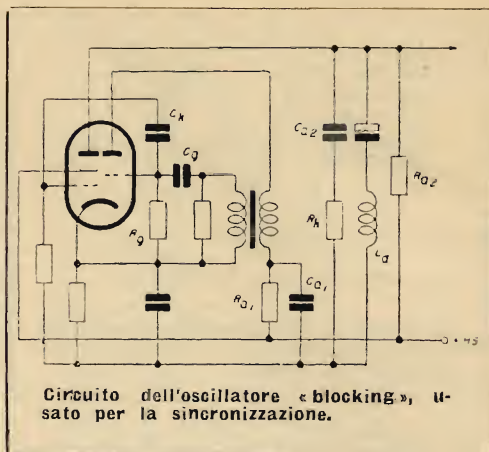 Ck
Cg
Ca2
Ra2
Rg
Rk
La
Ra1
Ca1
Circuito dell'oscillatore « blocking », u-
sato per la sincronizzazione.